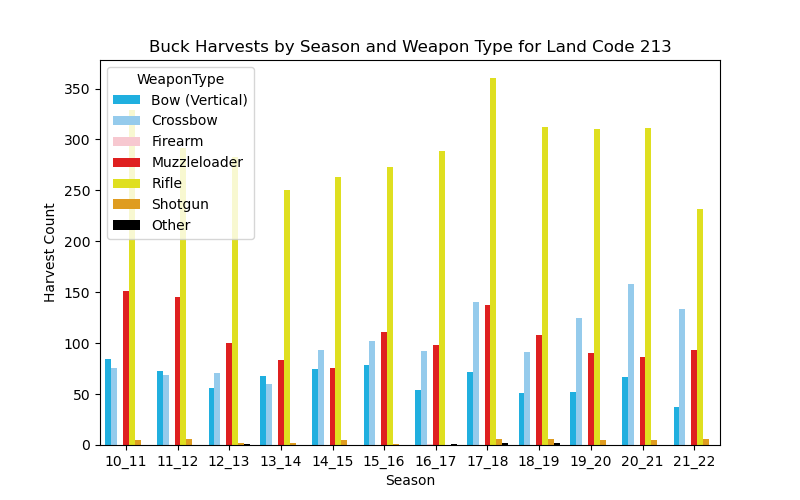 Buck Harvests by Season and Weapon Type for Land Code 213
WeaponType
Bow (Vertical)
Crossbow
Firearm
Muzzleloader
Rifle
Shotgun
Other
Harvest Count
350
300
250
200
150
100
50
0
10_11 11_12 12_13 13_14 14_15 15_16 16_17 17_18 18_19 19_20 20_21 21_22
Season